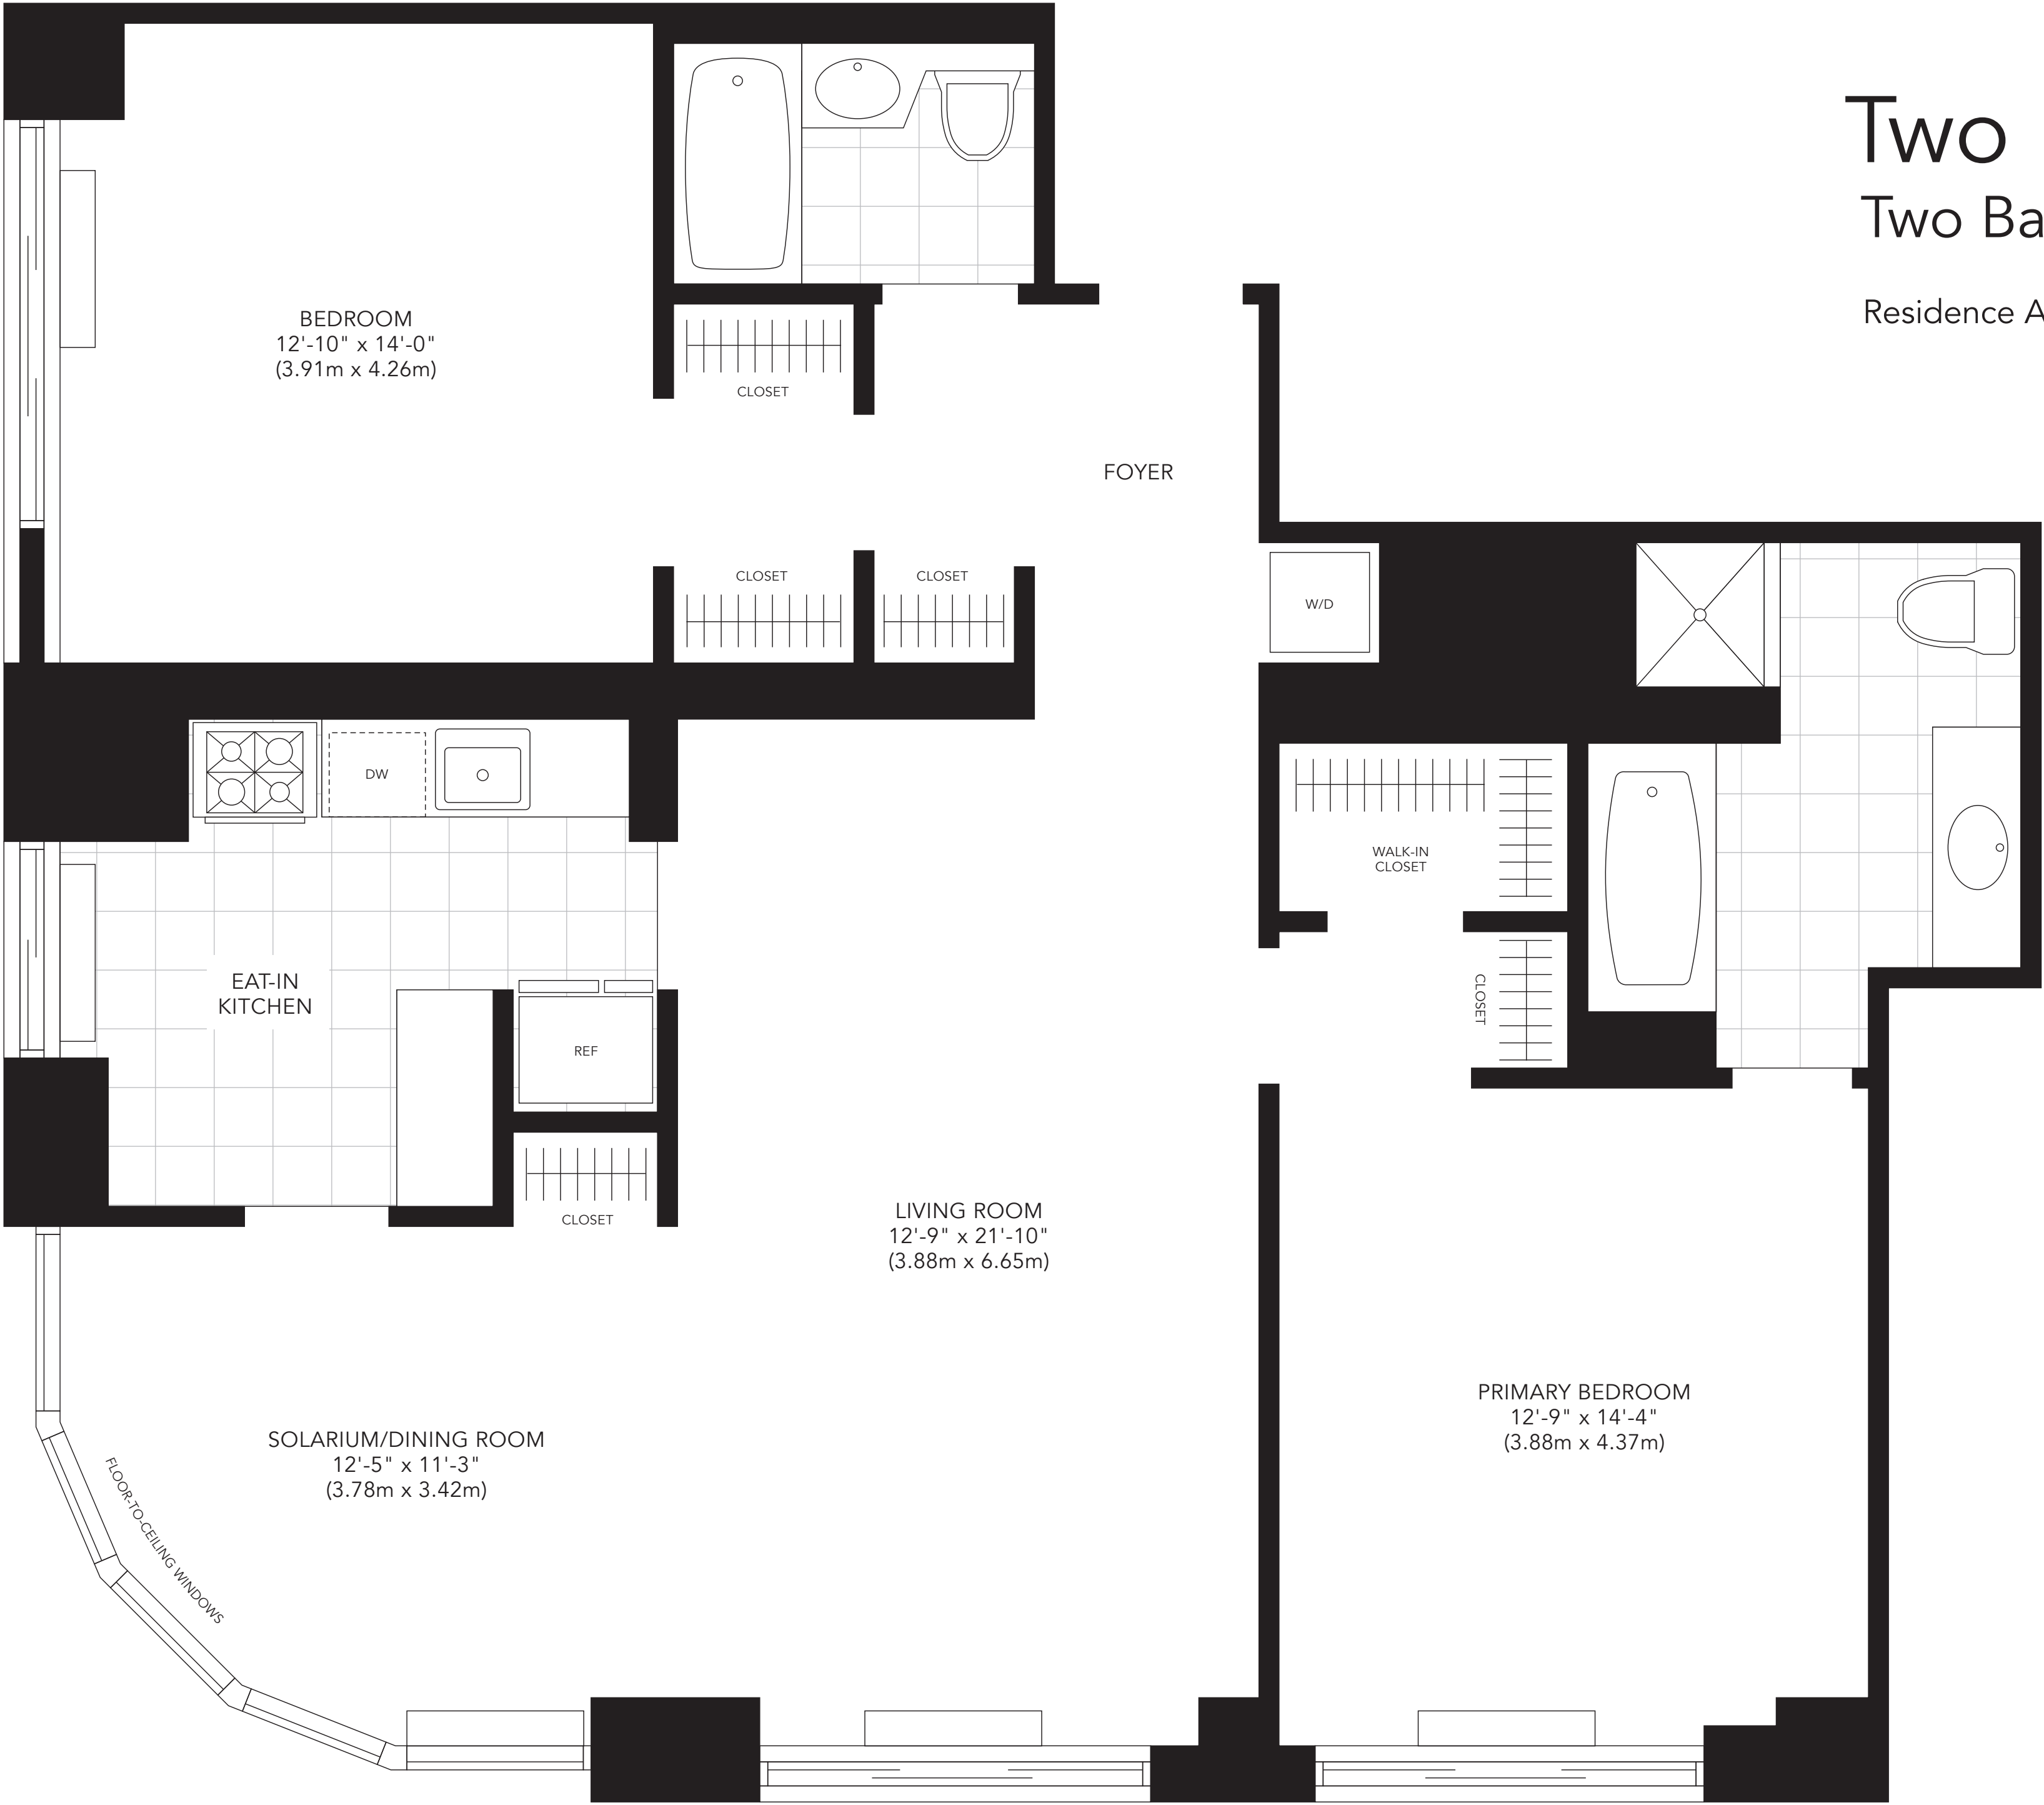 Two
Two Ba
Residence A
BEDROOM
12'-10" x 14'-0"
(3.91m x 4.26m)
CLOSET
FOYER
CLOSET
CLOSET
W/D
DW
WALK-IN
CLOSET
EAT-IN
KITCHEN
CLOSET
REF
CLOSET
LIVING ROOM
12'-9" x 21'-10"
(3.88m x 6.65m)
PRIMARY BEDROOM
12'-9" x 14'-4"
(3.88m x 4.37m)
SOLARIUM/DINING ROOM
12'-5" x 11'-3"
(3.78m x 3.42m)
FLOOR-TO-CEILING WINDOWS